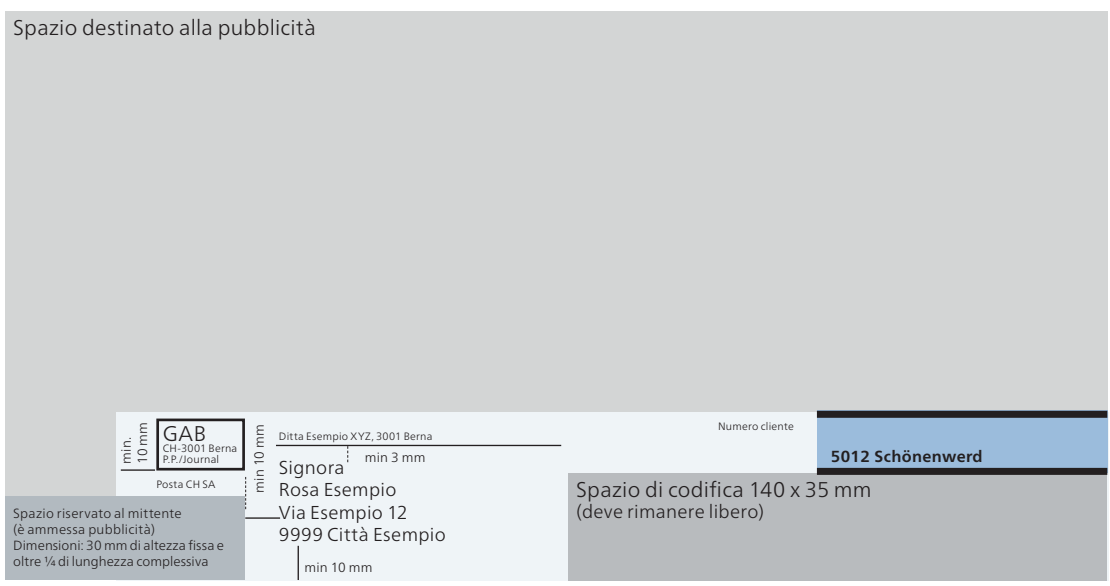 Spazio destinato alla pubblicità
min.
10 mm
GAB
CH-3001 Berna
P.P./Journal
Posta CH SA
min 10 mm
Ditta Esempio XYZ, 3001 Berna
min 3 mm
Signora
Rosa Esempio
Via Esempio 12
9999 Città Esempio
min 10 mm
Numero cliente
5012 Schönenwerd
Spazio di codifica 140 x 35 mm
(deve rimanere libero)
Spazio riservato al mittente
(è ammessa pubblicità)
Dimensioni: 30 mm di altezza fissa e
oltre ¼ di lunghezza complessiva